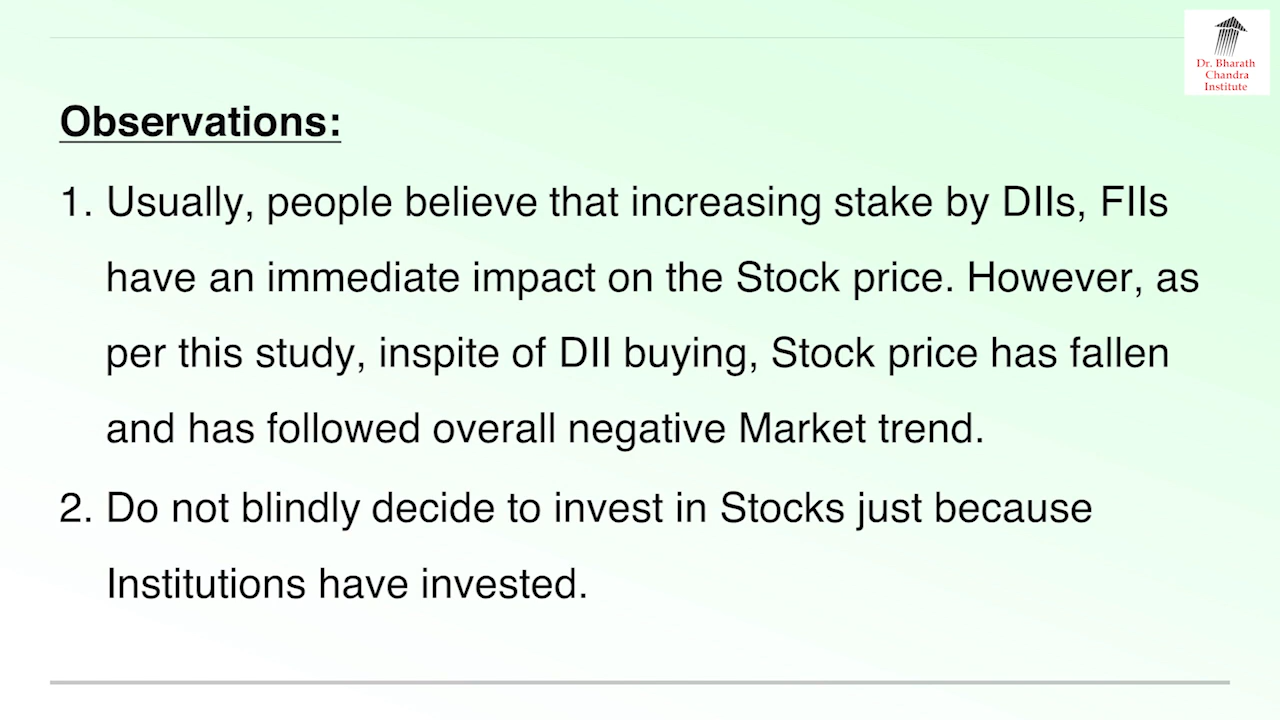 Dr. Bharath
Chandra
Institute
Observations:
1. Usually, people believe that increasing stake by DIIs, FIIs
have an immediate impact on the Stock price. However, as
per this study, inspite of DII buying, Stock price has fallen
and has followed overall negative Market trend.
2. Do not blindly decide to invest in Stocks just because
Institutions have invested.